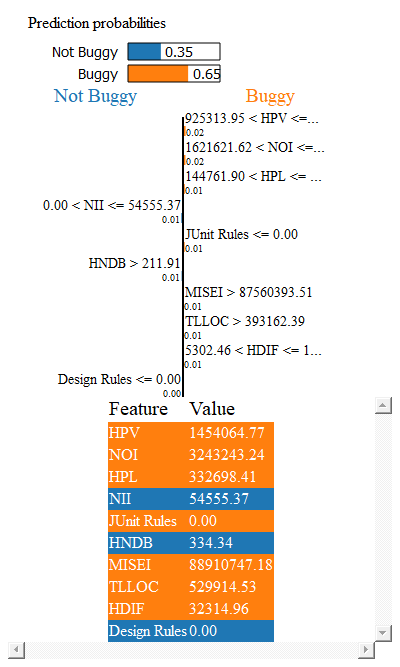 Prediction probabilities
Not Buggy 0.35
Buggy 0.65
Not Buggy Buggy
925313.95 < HPV <=...
0.02
1621621.62 < NOI <=...
0.02
144761.90 < HPL <= ...
0.01
0.00 < NII <= 54555.37
0.01
JUnit Rules <= 0.00
0.01
HNDB > 211.91
0.01
MISEI > 87560393.51
0.01
TLLOC > 393162.39
0.01
5302.46 < HDIF <= 1...
0.01
Design Rules <= 0.00
0.00
Feature Value
HPV 1454064.77
NOI 3243243.24
HPL 332698.41
NII 54555.37
JUnit Rules 0.00
HNDB 334.34
MISEI 88910747.18
TLLOC 529914.53
HDIF 32314.96
Design Rules 0.00